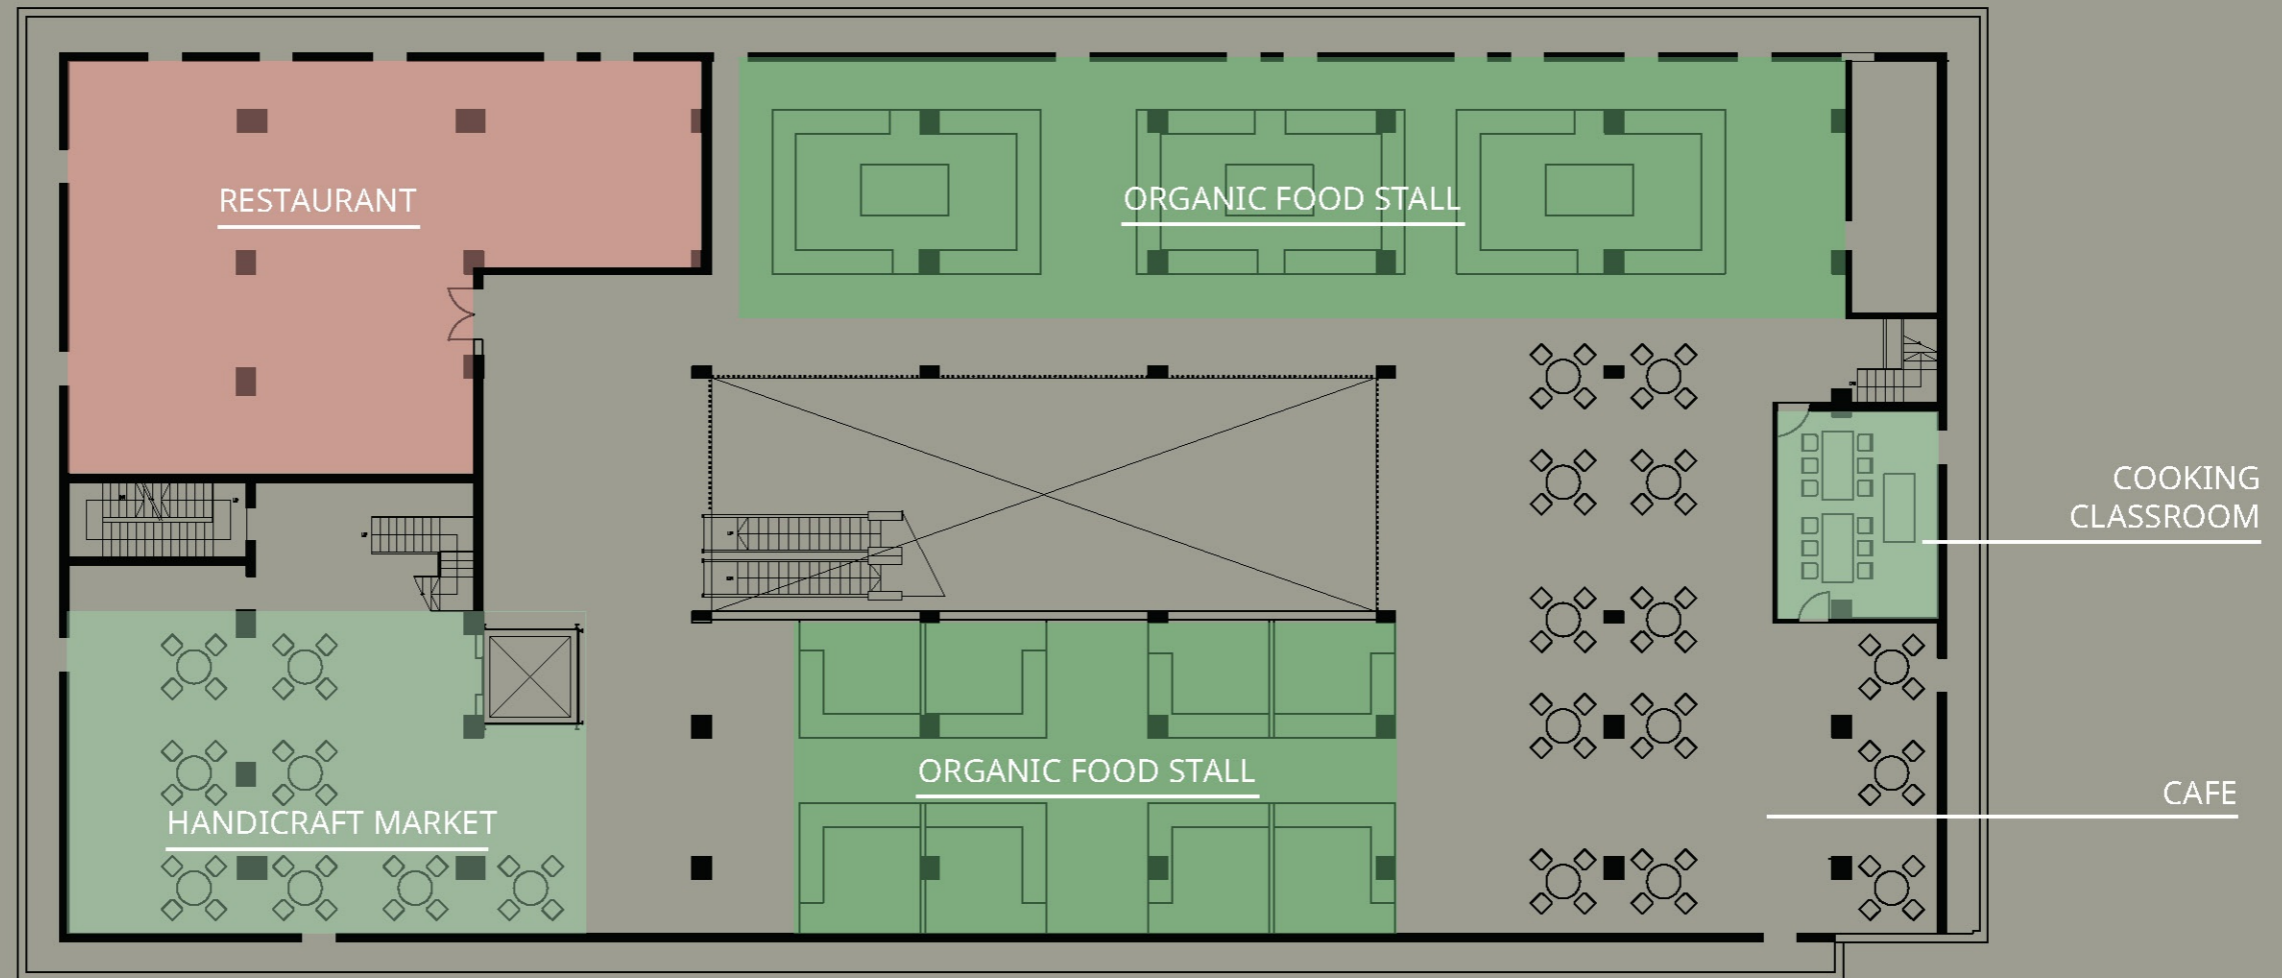 RESTAURANT
ORGANIC FOOD STALL
COOKING
CLASSROOM
ORGANIC FOOD STALL
CAFE
HANDICRAFT MARKET